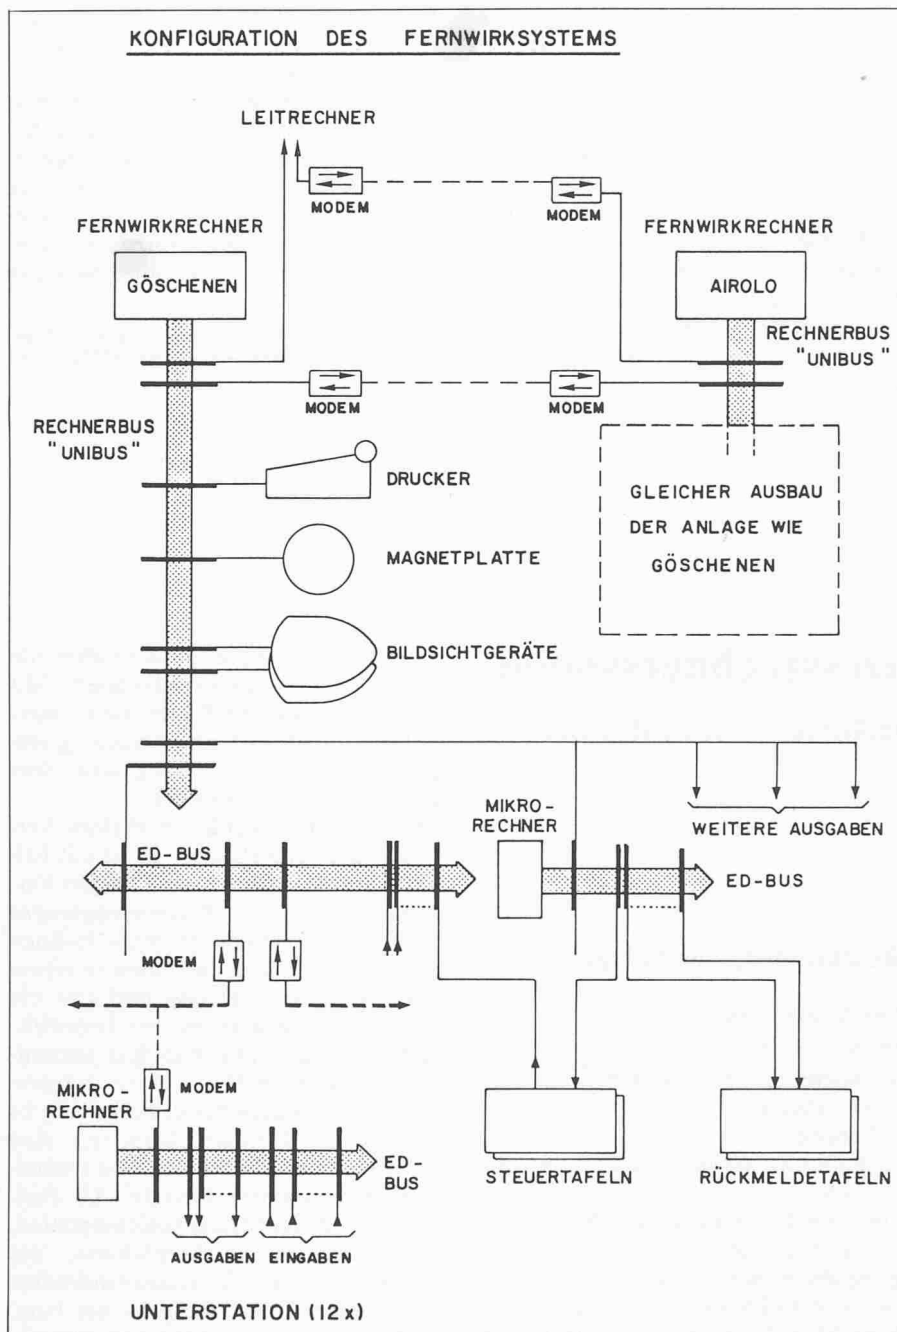 KONFIGURATION DES FERNWIRKSYSTEMS
LEITRECHNER
MODEM
MODEM
FERNWIRKRECHNER
FERNWIRKRECHNER
GÖSCHENEN
AIROLO
RECHNERBUS
"UNIBUS"
MODEM
MODEM
RECHNERBUS
"UNIBUS"
DRUCKER
GLEICHER AUSBAU
DER ANLAGE WIE
GÖSCHENEN
MAGNETPLATTE
BILDSICHTGERÄTE
MIKRO-
RECHNER
WEITERE AUSGABEN
ED-BUS
ED-BUS
MODEM
MIKRO-
RECHNER
MODEM
ED-
BUS
STEUERTAFELN
RÜCKMELDETAFELN
AUSGABEN
EINGABEN
UNTERSTATION (12x)